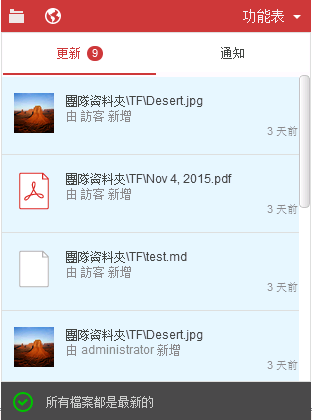 功能表
更新 9
通知
團隊資料夾\TF\Desert.jpg
由 訪客 新增
3 天前
團隊資料夾\TF\Nov 4, 2015.pdf
由 訪客 新增
3 天前
團隊資料夾\TF\test.md
由 訪客 新增
3 天前
團隊資料夾\TF\Desert.jpg
由 administrator 新增
3 天前
所有檔案都是最新的